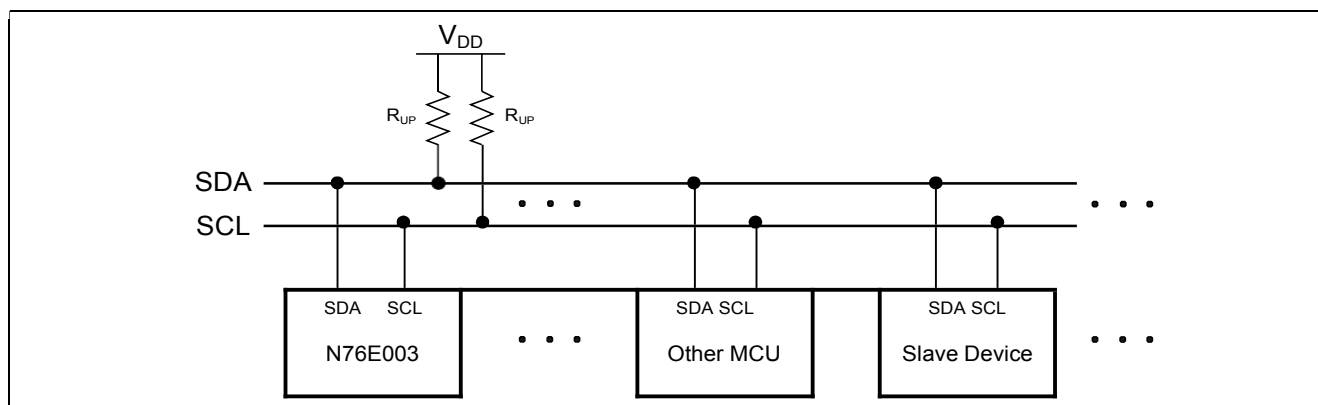 VDD
RUP RUP
SDA
SCL
SDA SCL SDA SCL SDA SCL
N76E003 Other MCU Slave Device